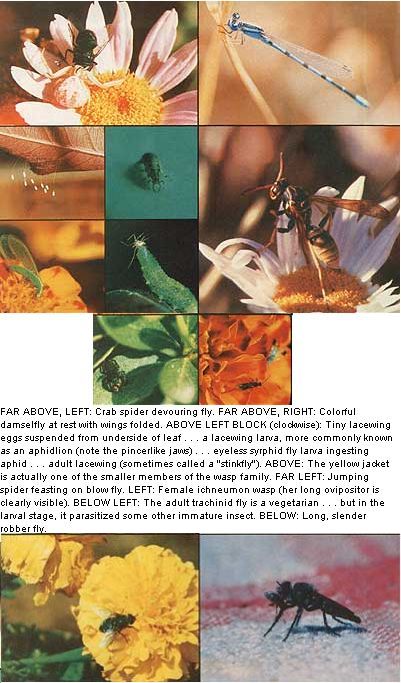 FAR ABOVE, LEFT: Crab spider devouring fly. FAR ABOVE, RIGHT: Colorful
damselfly at rest with wings folded. ABOVE LEFT BLOCK (clockwise): Tiny lacewing
eggs suspended from underside of leaf . . . a lacewing larva, more commonly known
as an aphidlion (note the pincerlike jaws) . . . eyeless syrphid fly larva ingesting
aphid . . . adult lacewing (sometimes called a "stinkfly"). ABOVE: The yellow jacket
is actually one of the smaller members of the wasp family. FAR LEFT: Jumping
spider feasting on blow fly. LEFT: Female ichneumon wasp (her long ovipositor is
clearly visible). BELOW LEFT: The adult trachinid fly is a vegetarian . . . but in the
larval stage, it parasitized some other immature insect. BELOW: Long, slender
robber fly.